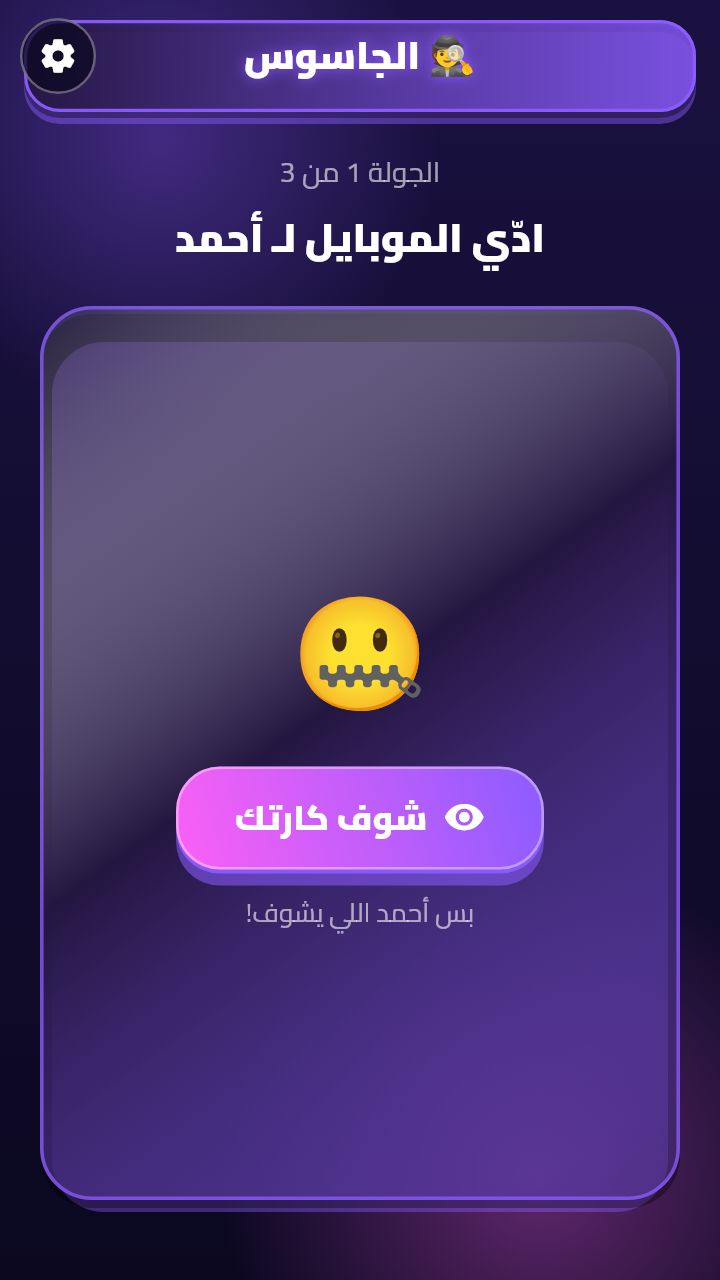 الجاسوس 🕵️
الجولة 1 من 3
ادّي الموبايل لـ أحمد
شوف كارتك
بس أحمد اللي يشوف!